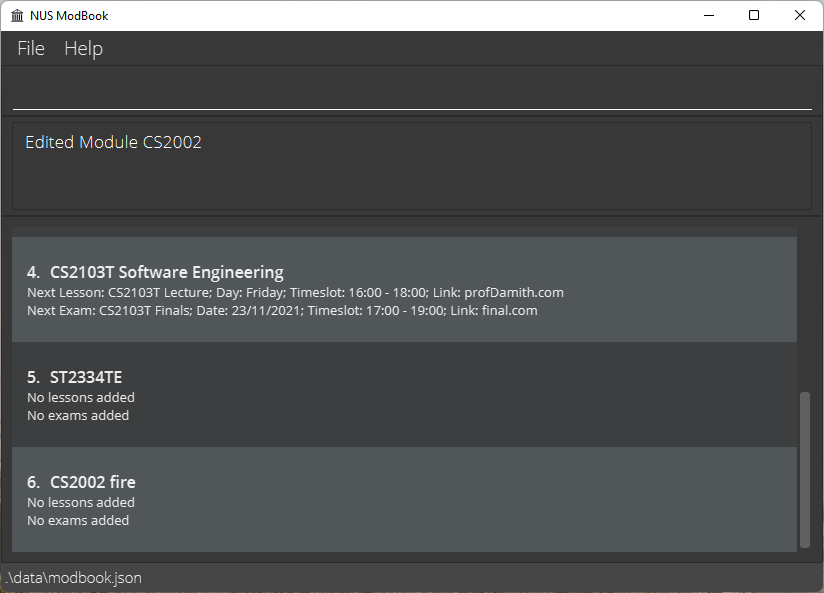 NUS ModBook
File Help
Edited Module CS2002
4. CS2103T Software Engineering
Next Lesson: CS2103T Lecture; Day: Friday; Timeslot: 16:00 - 18:00; Link: profDamith.com
Next Exam: CS2103T Finals; Date: 23/11/2021; Timeslot: 17:00 - 19:00; Link: final.com
5. ST2334TE
No lessons added
No exams added
6. CS2002 fire
No lessons added
No exams added
.\data\modbook.json